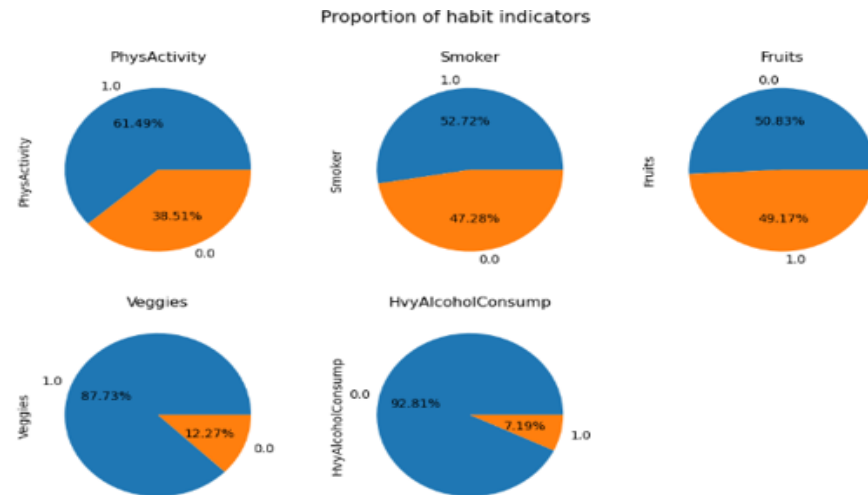 Proportion of habit indicators
PhysActivity
1.0
61.49%
38.51%
0.0
PhysActivity
Smoker
1.0
52.72%
47.28%
0.0
Smoker
Fruits
0.0
50.83%
49.17%
1.0
Fruits
Veggies
1.0
87.73%
12.27%
0.0
Veggies
HvyAlcoholConsump
0.0
92.81%
7.19%
1.0
HvyAlcoholConsump